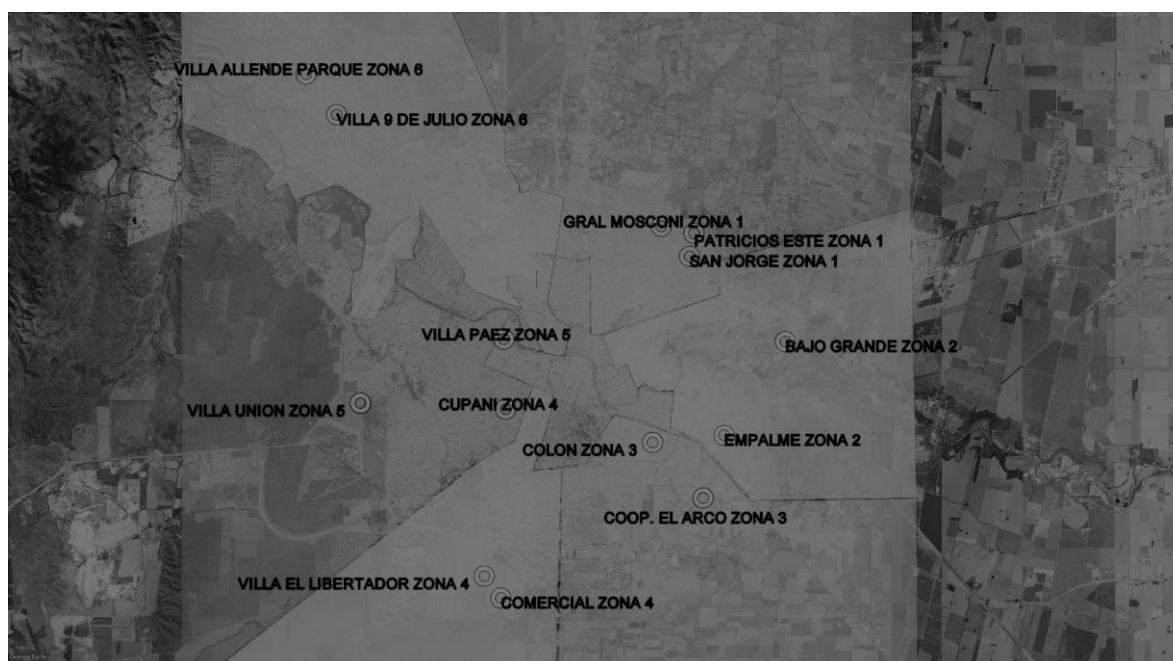 VILLA ALLENDE PARQUE ZONA 6
VILLA 9 DE JULIO ZONA 6
GRAL MOSCONI ZONA 1
PATRICIOS ESTE ZONA 1
SAN JORGE ZONA 1
VILLA PAEZ ZONA 5
BAJO GRANDE ZONA 2
VILLA UNION ZONA 5
CUPANI ZONA 4
COLON ZONA 3
EMPALME ZONA 2
COOP. EL ARCO ZONA 3
VILLA EL LIBERTADOR ZONA 4
COMERCIAL ZONA 4